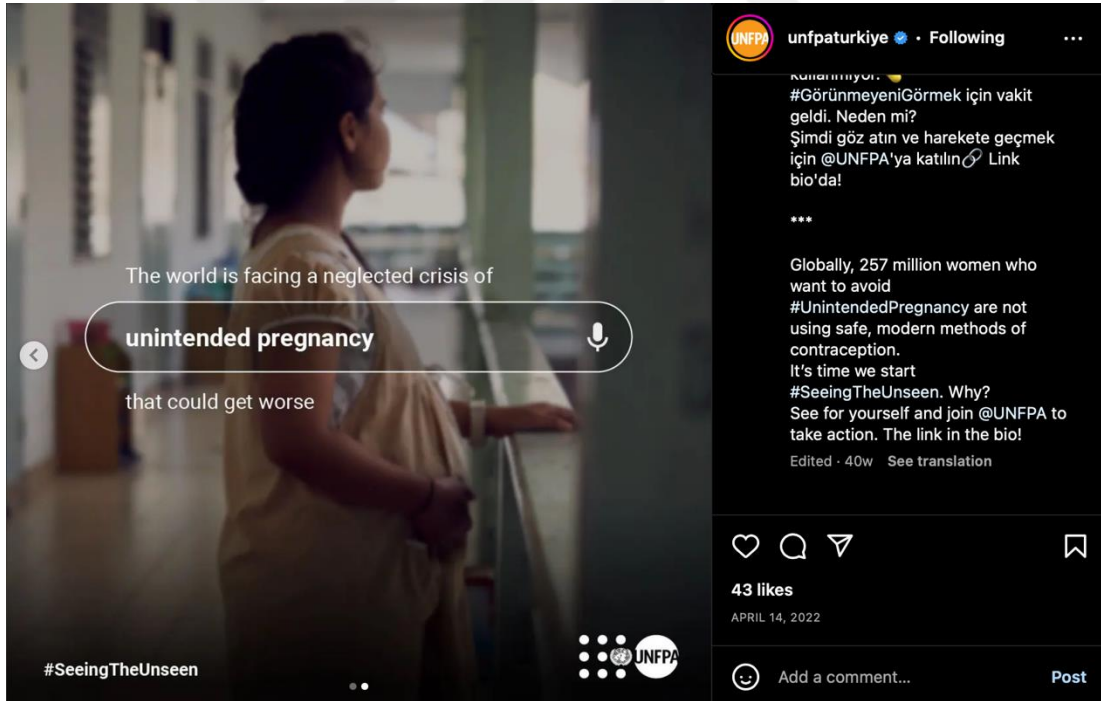 The world is facing a neglected crisis of
unintended pregnancy
that could get worse
#SeeingTheUnseen
UNFPA
UNFPA
unfpaturkiye • Following
kullanmıyor.
#GörünmeyeniGörmek için vakit
geldi. Neden mi?
Şimdi göz atın ve harekete geçmek
için @UNFPA'ya katılın🔗 Link
bio'da!
***
Globally, 257 million women who
want to avoid
#UnintendedPregnancy are not
using safe, modern methods of
contraception.
It's time we start
#SeeingTheUnseen. Why?
See for yourself and join @UNFPA to
take action. The link in the bio!
Edited · 40w See translation
43 likes
APRIL 14, 2022
Add a comment... Post